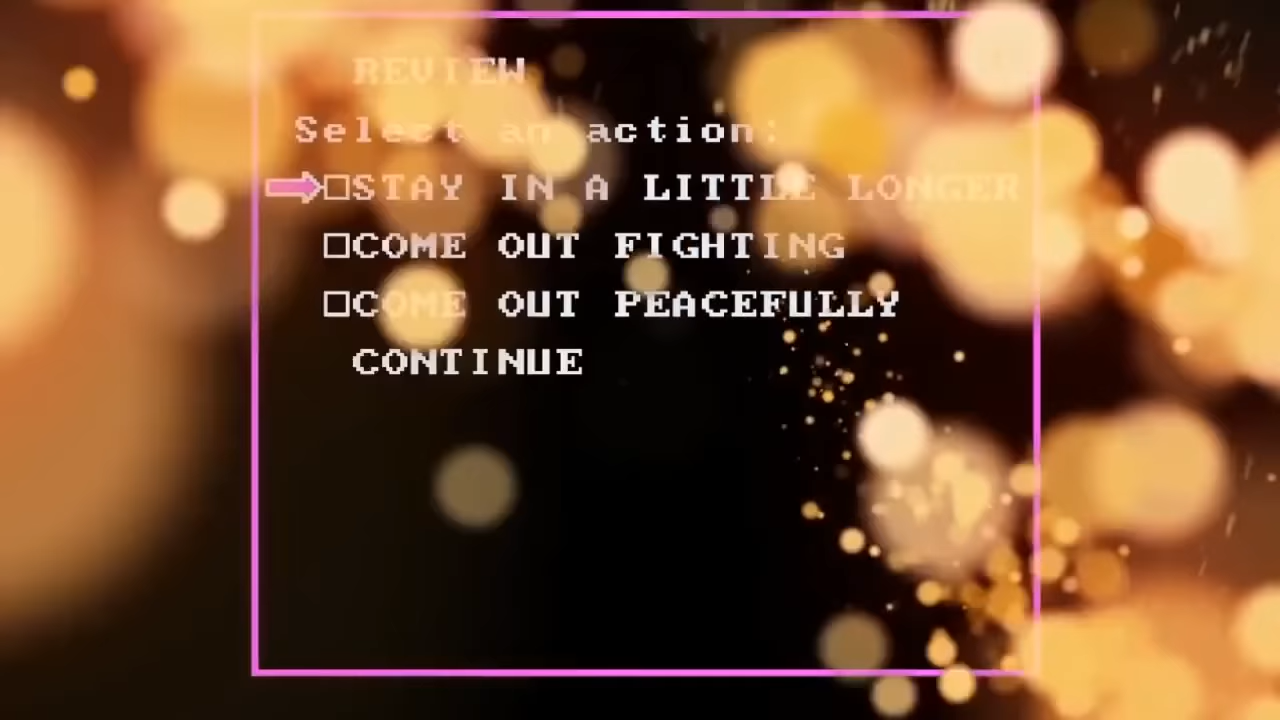 REVIEW
Select an action:
STAY IN A LITTLE LONGER
COME OUT FIGHTING
COME OUT PEACEFULLY
CONTINUE